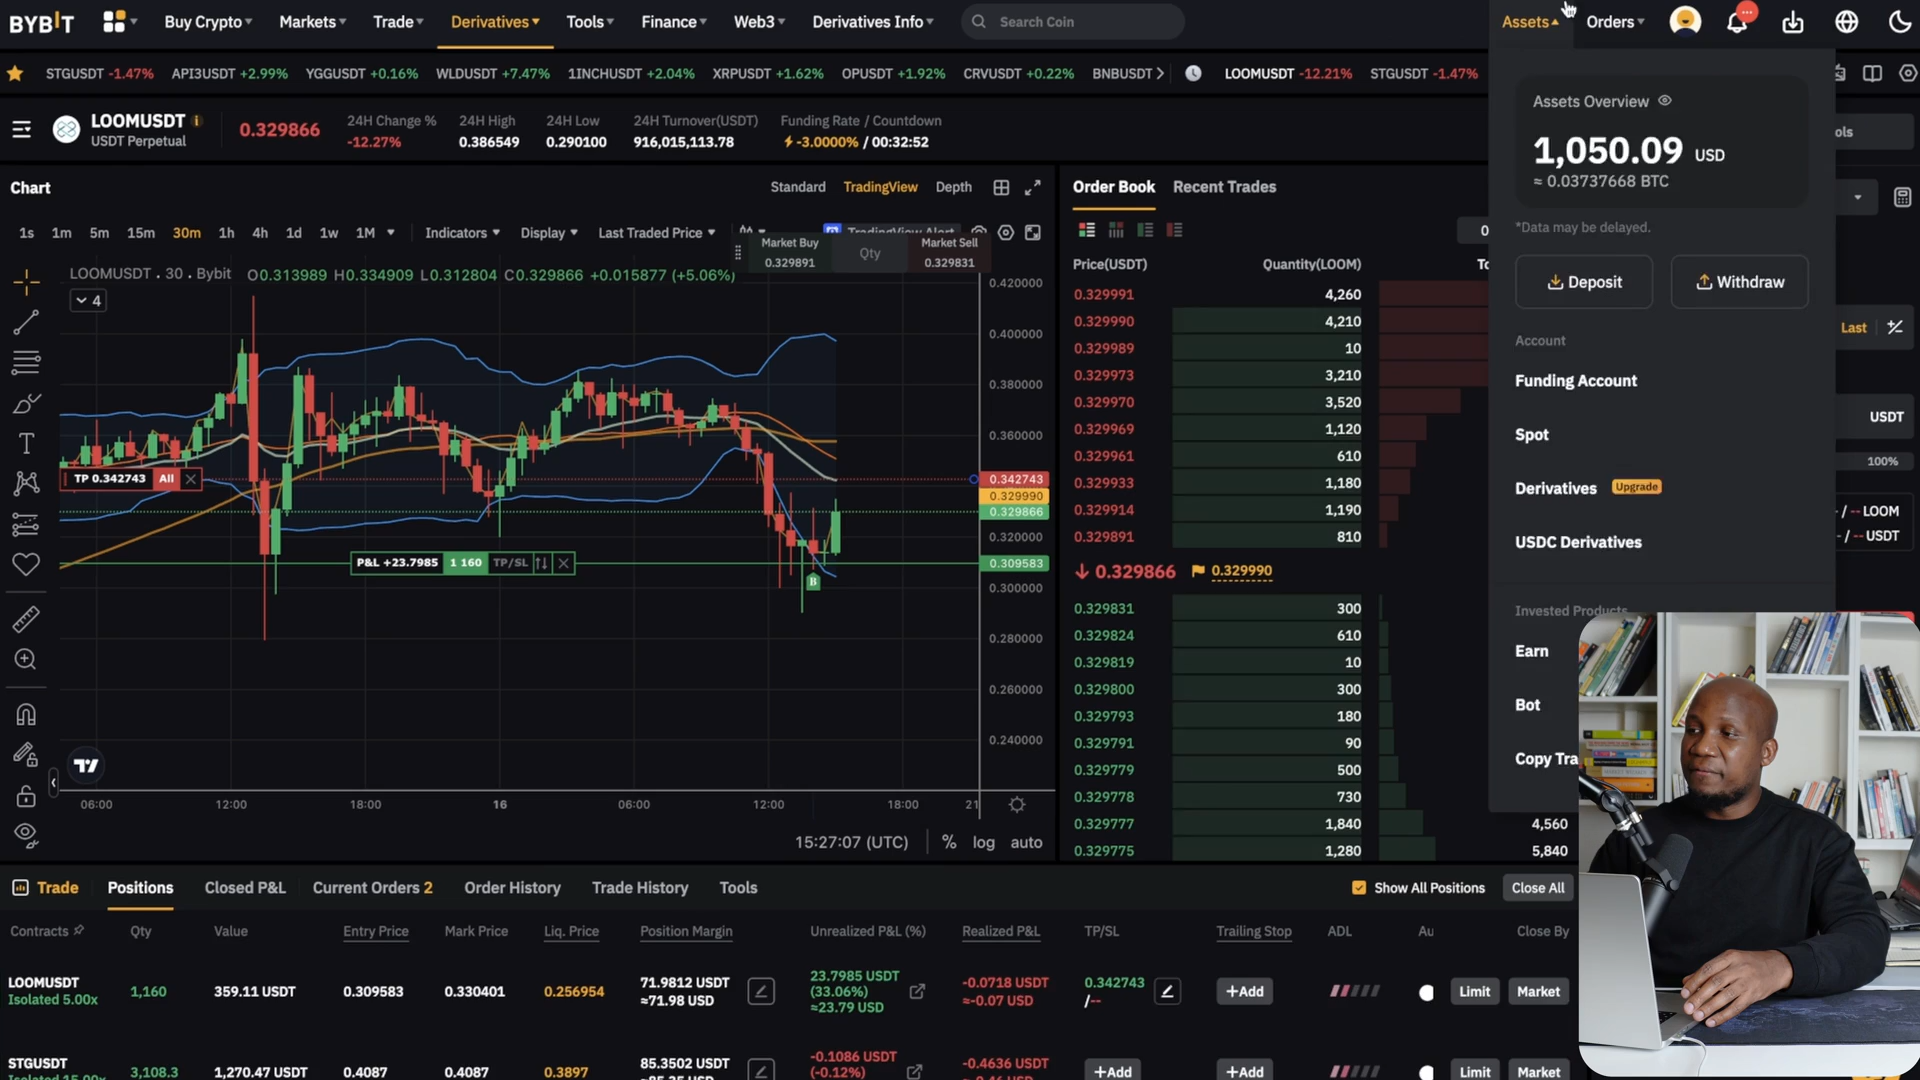 BYBIT Buy Crypto Markets Trade Derivatives Tools Finance Web3 Derivatives Info Search Coin Assets Orders
STGUSDT -1.47% API3USDT +2.99% YGGUSDT +0.16% WLDUSDT +7.47% 1INCHUSDT +2.04% XRPUSDT +1.62% OPUSDT +1.92% CRVUSDT +0.22% BNBUSDT LOOMUSDT -12.21% STGUSDT -1.47%
LOOMUSDT
USDT Perpetual
0.329866
24H Change %
-12.27%
24H High
0.386549
24H Low
0.290100
24H Turnover(USDT)
916,015,113.78
Funding Rate / Countdown
-3.0000% / 00:32:52
Chart Standard TradingView Depth
1s 1m 5m 15m 30m 1h 4h 1d 1w 1M Indicators Display Last Traded Price TradingView Alert
Market Buy
0.329891
Qty
Market Sell
0.329831
LOOMUSDT . 30 . Bybit O0.313989 H0.334909 L0.312804 C0.329866 +0.015877 (+5.06%)
4
0.420000
0.400000
0.380000
0.360000
0.342743
0.329990
0.329866
0.320000
0.309583
0.300000
0.280000
0.260000
0.240000
TP 0.342743 All
P&L +23.7985 1 160 TP/SL
B
06:00 12:00 18:00 16 06:00 12:00 18:00 21
15:27:07 (UTC) % log auto
Order Book Recent Trades
0
Price(USDT) Quantity(LOOM) To
0.329991 4,260
0.329990 4,210
0.329989 10
0.329973 3,210
0.329970 3,520
0.329969 1,120
0.329961 610
0.329933 1,180
0.329914 1,190
0.329891 810
0.329866 0.329990
0.329831 300
0.329824 610
0.329819 10
0.329800 300
0.329793 180
0.329791 90
0.329779 500
0.329778 730
0.329777 1,840 4,560
0.329775 1,280 5,840
Assets Overview
1,050.09 USD
≈ 0.03737668 BTC
*Data may be delayed.
Deposit Withdraw
Account
Funding Account
Spot
Derivatives Upgrade
USDC Derivatives
Invested Products
Earn
Bot
Copy Tra
ols
Last
USDT
100%
/ -- LOOM
/ -- USDT
Trade Positions Closed P&L Current Orders 2 Order History Trade History Tools Show All Positions Close All
Contracts Qty Value Entry Price Mark Price Liq. Price Position Margin Unrealized P&L (%) Realized P&L TP/SL Trailing Stop ADL Au Close By
LOOMUSDT
Isolated 5.00x
1,160 359.11 USDT 0.309583 0.330401 0.256954
71.9812 USDT
≈71.98 USD
23.7985 USDT
(33.06%)
≈23.79 USD
-0.0718 USDT
≈-0.07 USD
0.342743
/--
+Add Limit Market
STGUSDT
3,108.3 1,270.47 USDT 0.4087 0.4087 0.3897
85.3502 USDT
-0.1086 USDT
(-0.12%)
-0.4636 USDT
+Add +Add Limit Market